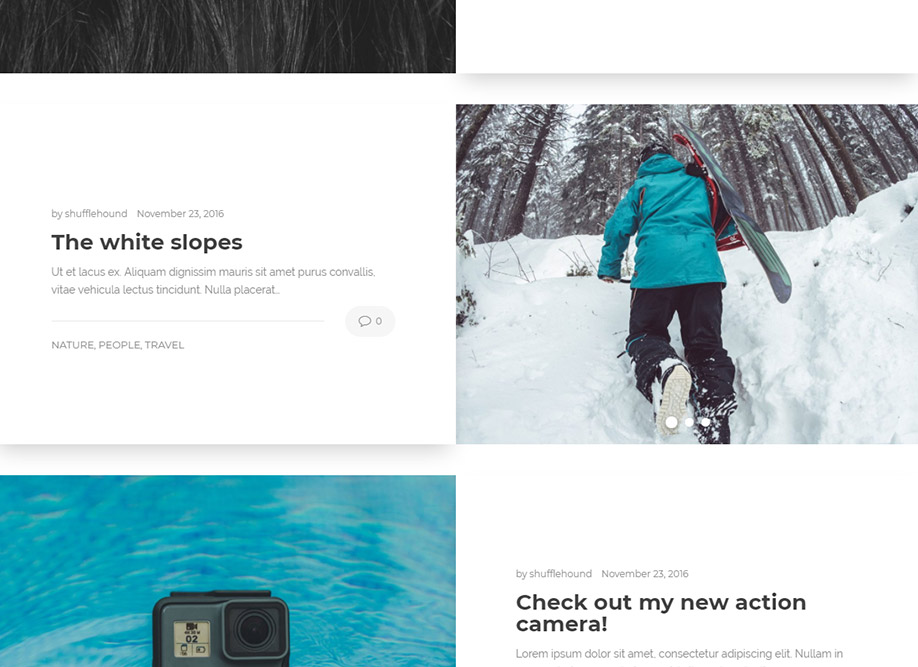 by shufflehound November 23, 2016
The white slopes
Ut et lacus ex. Aliquam dignissim mauris sit amet purus convallis,
vitae vehicula lectus tincidunt. Nulla placerat...
0
NATURE, PEOPLE, TRAVEL
02
by shufflehound November 23, 2016
Check out my new action
camera!
Lorem ipsum dolor sit amet, consectetur adipiscing elit. Nullam in